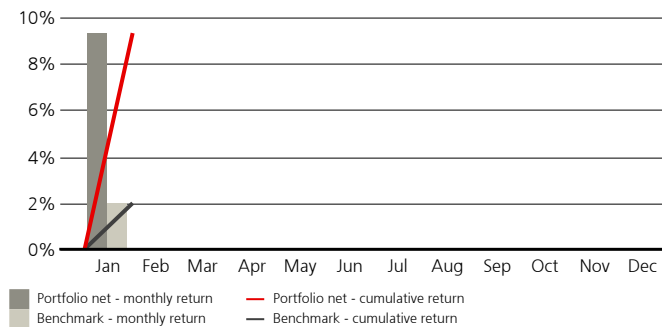 10%
8%
6%
4%
2%
0%
Jan Feb Mar Apr May Jun Jul Aug Sep Oct Nov Dec
Portfolio net - monthly return Portfolio net - cumulative return
Benchmark - monthly return Benchmark - cumulative return